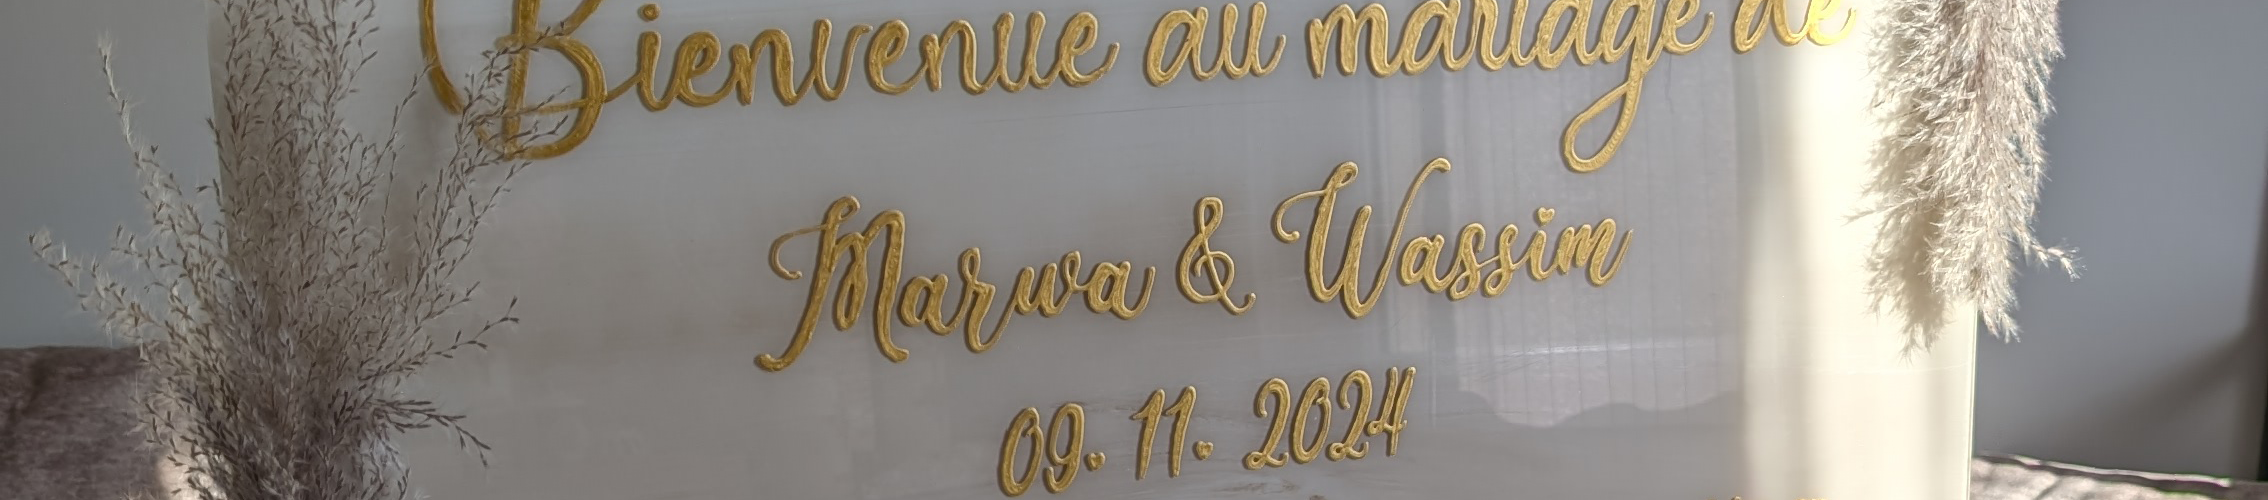 Bienvenue au mariage de
Marwa & Wassim
09. 11. 2024